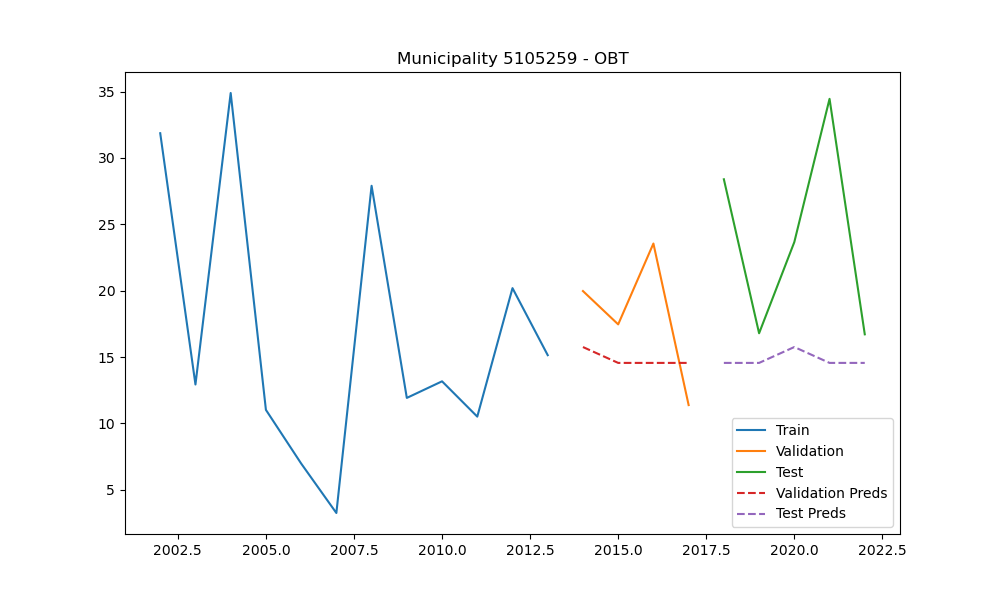 Municipality 5105259 - OBT
35
30
25
20
15
10
5
2002.5 2005.0 2007.5 2010.0 2012.5 2015.0 2017.5 2020.0 2022.5
Train
Validation
Test
Validation Preds
Test Preds